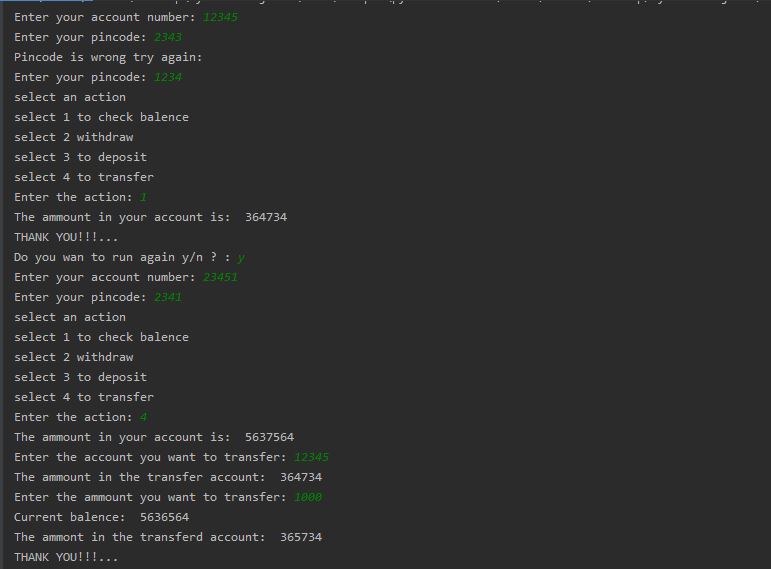 Enter your account number: 12345
Enter your pincode: 2343
Pincode is wrong try again:
Enter your pincode: 1234
select an action
select 1 to check balence
select 2 withdraw
select 3 to deposit
select 4 to transfer
Enter the action: 1
The ammount in your account is:  364734
THANK YOU!!!...
Do you wan to run again y/n ? : y
Enter your account number: 23451
Enter your pincode: 2341
select an action
select 1 to check balence
select 2 withdraw
select 3 to deposit
select 4 to transfer
Enter the action: 4
The ammount in your account is:  5637564
Enter the account you want to transfer: 12345
The ammount in the transfer account:  364734
Enter the ammount you want to transfer: 1000
Current balence:  5636564
The ammont in the transferd account:  365734
THANK YOU!!!...